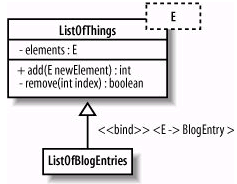 E
ListOfThings
- elements : E
+ add(E newElement) : int
- remove(int index) : boolean
<<bind>> <E -> BlogEntry >
ListOfBlogEntries